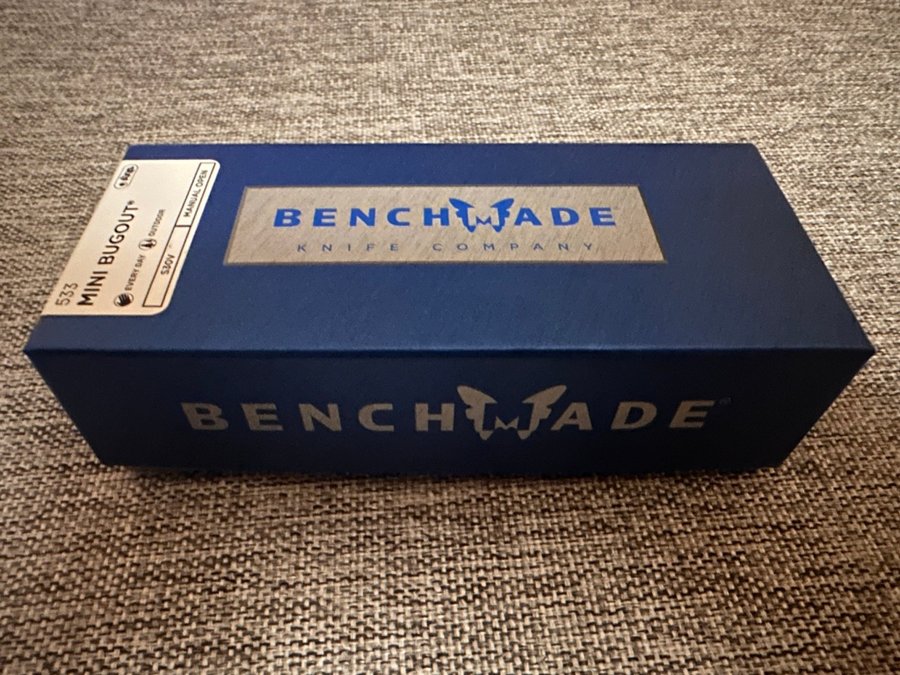 533
MINI BUGOUT®
EVERY DAY OUTDOOR
S30V MANUAL OPEN
BENCHMADE
KNIFE COMPANY
BENCHMADE®